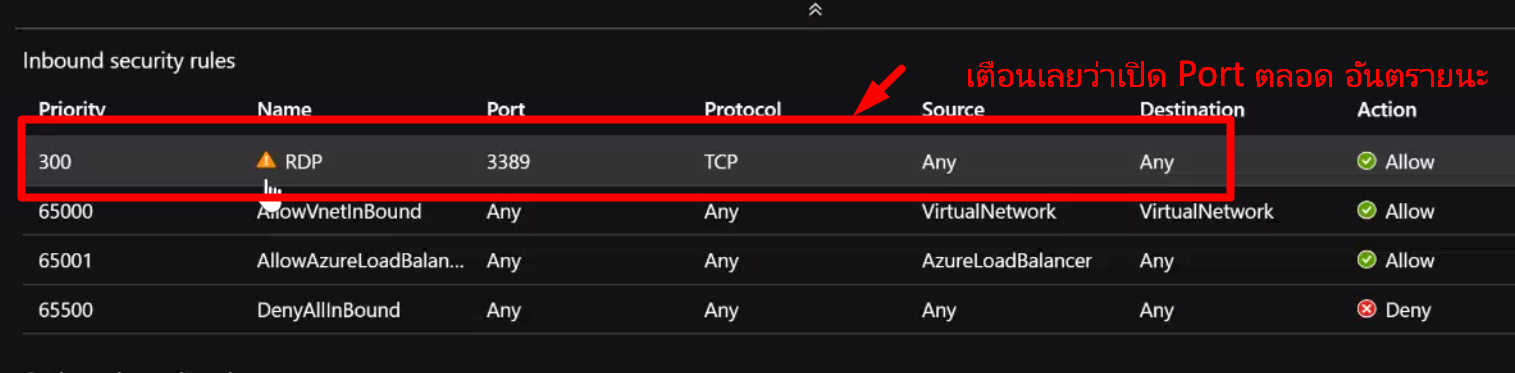 Inbound security rules
เตือนเลยว่าเปิด Port ตลอด อันตรายนะ
Priority Name Port Protocol Source Destination Action
300 RDP 3389 TCP Any Any Allow
65000 AllowVnetInBound Any Any VirtualNetwork VirtualNetwork Allow
65001 AllowAzureLoadBalan... Any Any AzureLoadBalancer Any Allow
65500 DenyAllInBound Any Any Any Any Deny